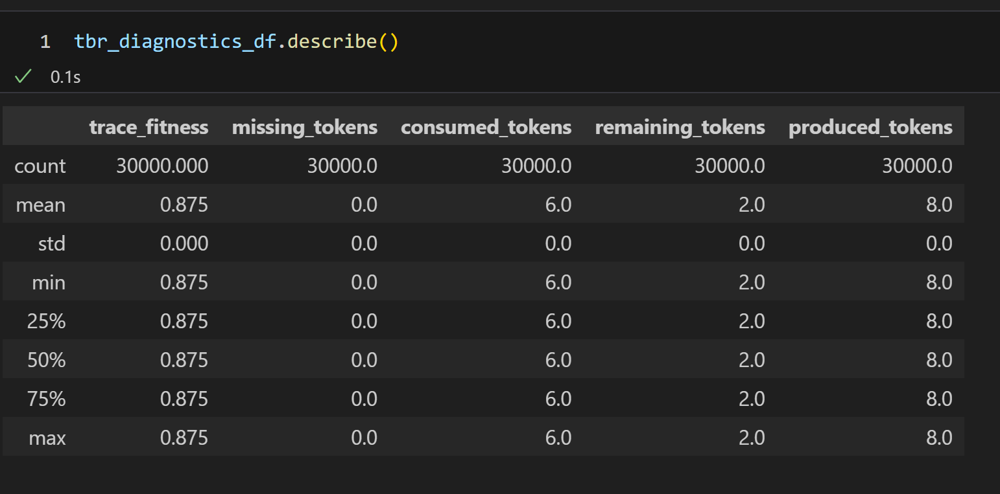 1 tbr_diagnostics_df.describe()
0.1s
trace_fitness missing_tokens consumed_tokens remaining_tokens produced_tokens
count 30000.000 30000.0 30000.0 30000.0 30000.0
mean 0.875 0.0 6.0 2.0 8.0
std 0.000 0.0 0.0 0.0 0.0
min 0.875 0.0 6.0 2.0 8.0
25% 0.875 0.0 6.0 2.0 8.0
50% 0.875 0.0 6.0 2.0 8.0
75% 0.875 0.0 6.0 2.0 8.0
max 0.875 0.0 6.0 2.0 8.0